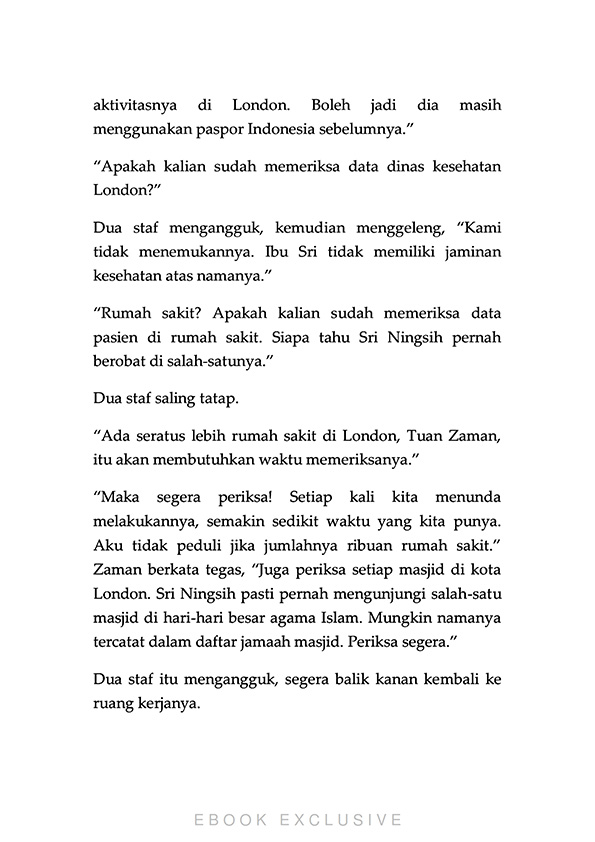 aktivitasnya di London. Boleh jadi dia masih
menggunakan paspor Indonesia sebelumnya.”
“Apakah kalian sudah memeriksa data dinas kesehatan
London?”
Dua staf mengangguk, kemudian menggeleng, “Kami
tidak menemukannya. Ibu Sri tidak memiliki jaminan
kesehatan atas namanya.”
“Rumah sakit? Apakah kalian sudah memeriksa data
pasien di rumah sakit. Siapa tahu Sri Ningsih pernah
berobat di salah-satunya.”
Dua staf saling tatap.
“Ada seratus lebih rumah sakit di London, Tuan Zaman,
itu akan membutuhkan waktu memeriksanya.”
“Maka segera periksa! Setiap kali kita menunda
melakukannya, semakin sedikit waktu yang kita punya.
Aku tidak peduli jika jumlahnya ribuan rumah sakit.”
Zaman berkata tegas, “Juga periksa setiap masjid di kota
London. Sri Ningsih pasti pernah mengunjungi salah-satu
masjid di hari-hari besar agama Islam. Mungkin namanya
tercatat dalam daftar jamaah masjid. Periksa segera.”
Dua staf itu mengangguk, segera balik kanan kembali ke
ruang kerjanya.
EBOOK EXCLUSIVE